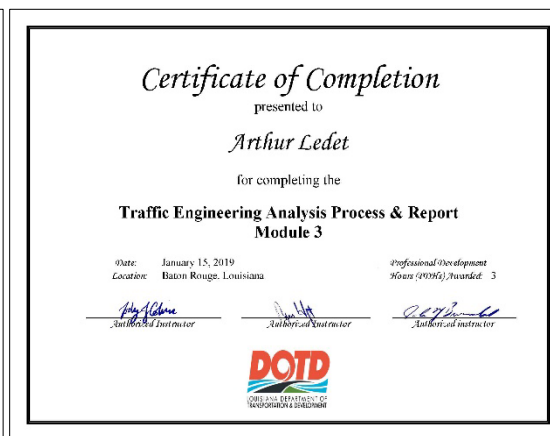 Certificate of Completion
presented to
Arthur Ledet
for completing the
Traffic Engineering Analysis Process & Report
Module 3
Date: January 15, 2019
Location: Baton Rouge, Louisiana
Professional Development
Hours (PDHs) Awarded: 3
Authorized Instructor
Authorized Instructor
Authorized instructor
DOTD
LOUISIANA DEPARTMENT OF
TRANSPORTATION & DEVELOPMENT